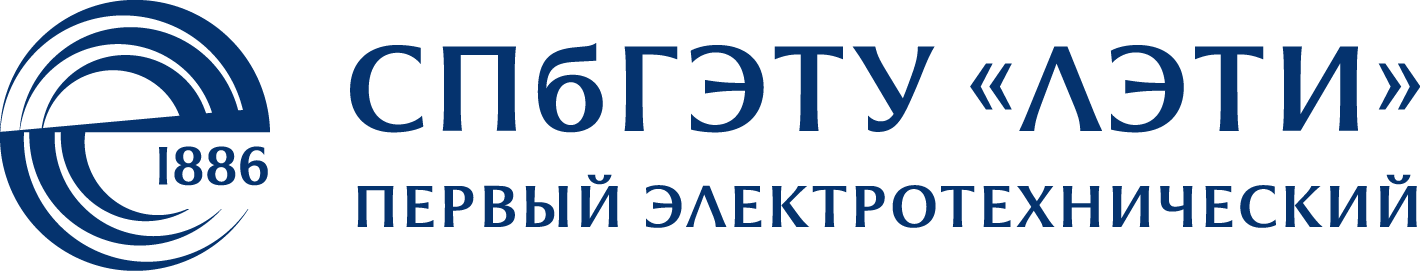 СПбГЭТУ «ЛЭТИ»
1886
ПЕРВЫЙ ЭЛЕКТРОТЕХНИЧЕСКИЙ